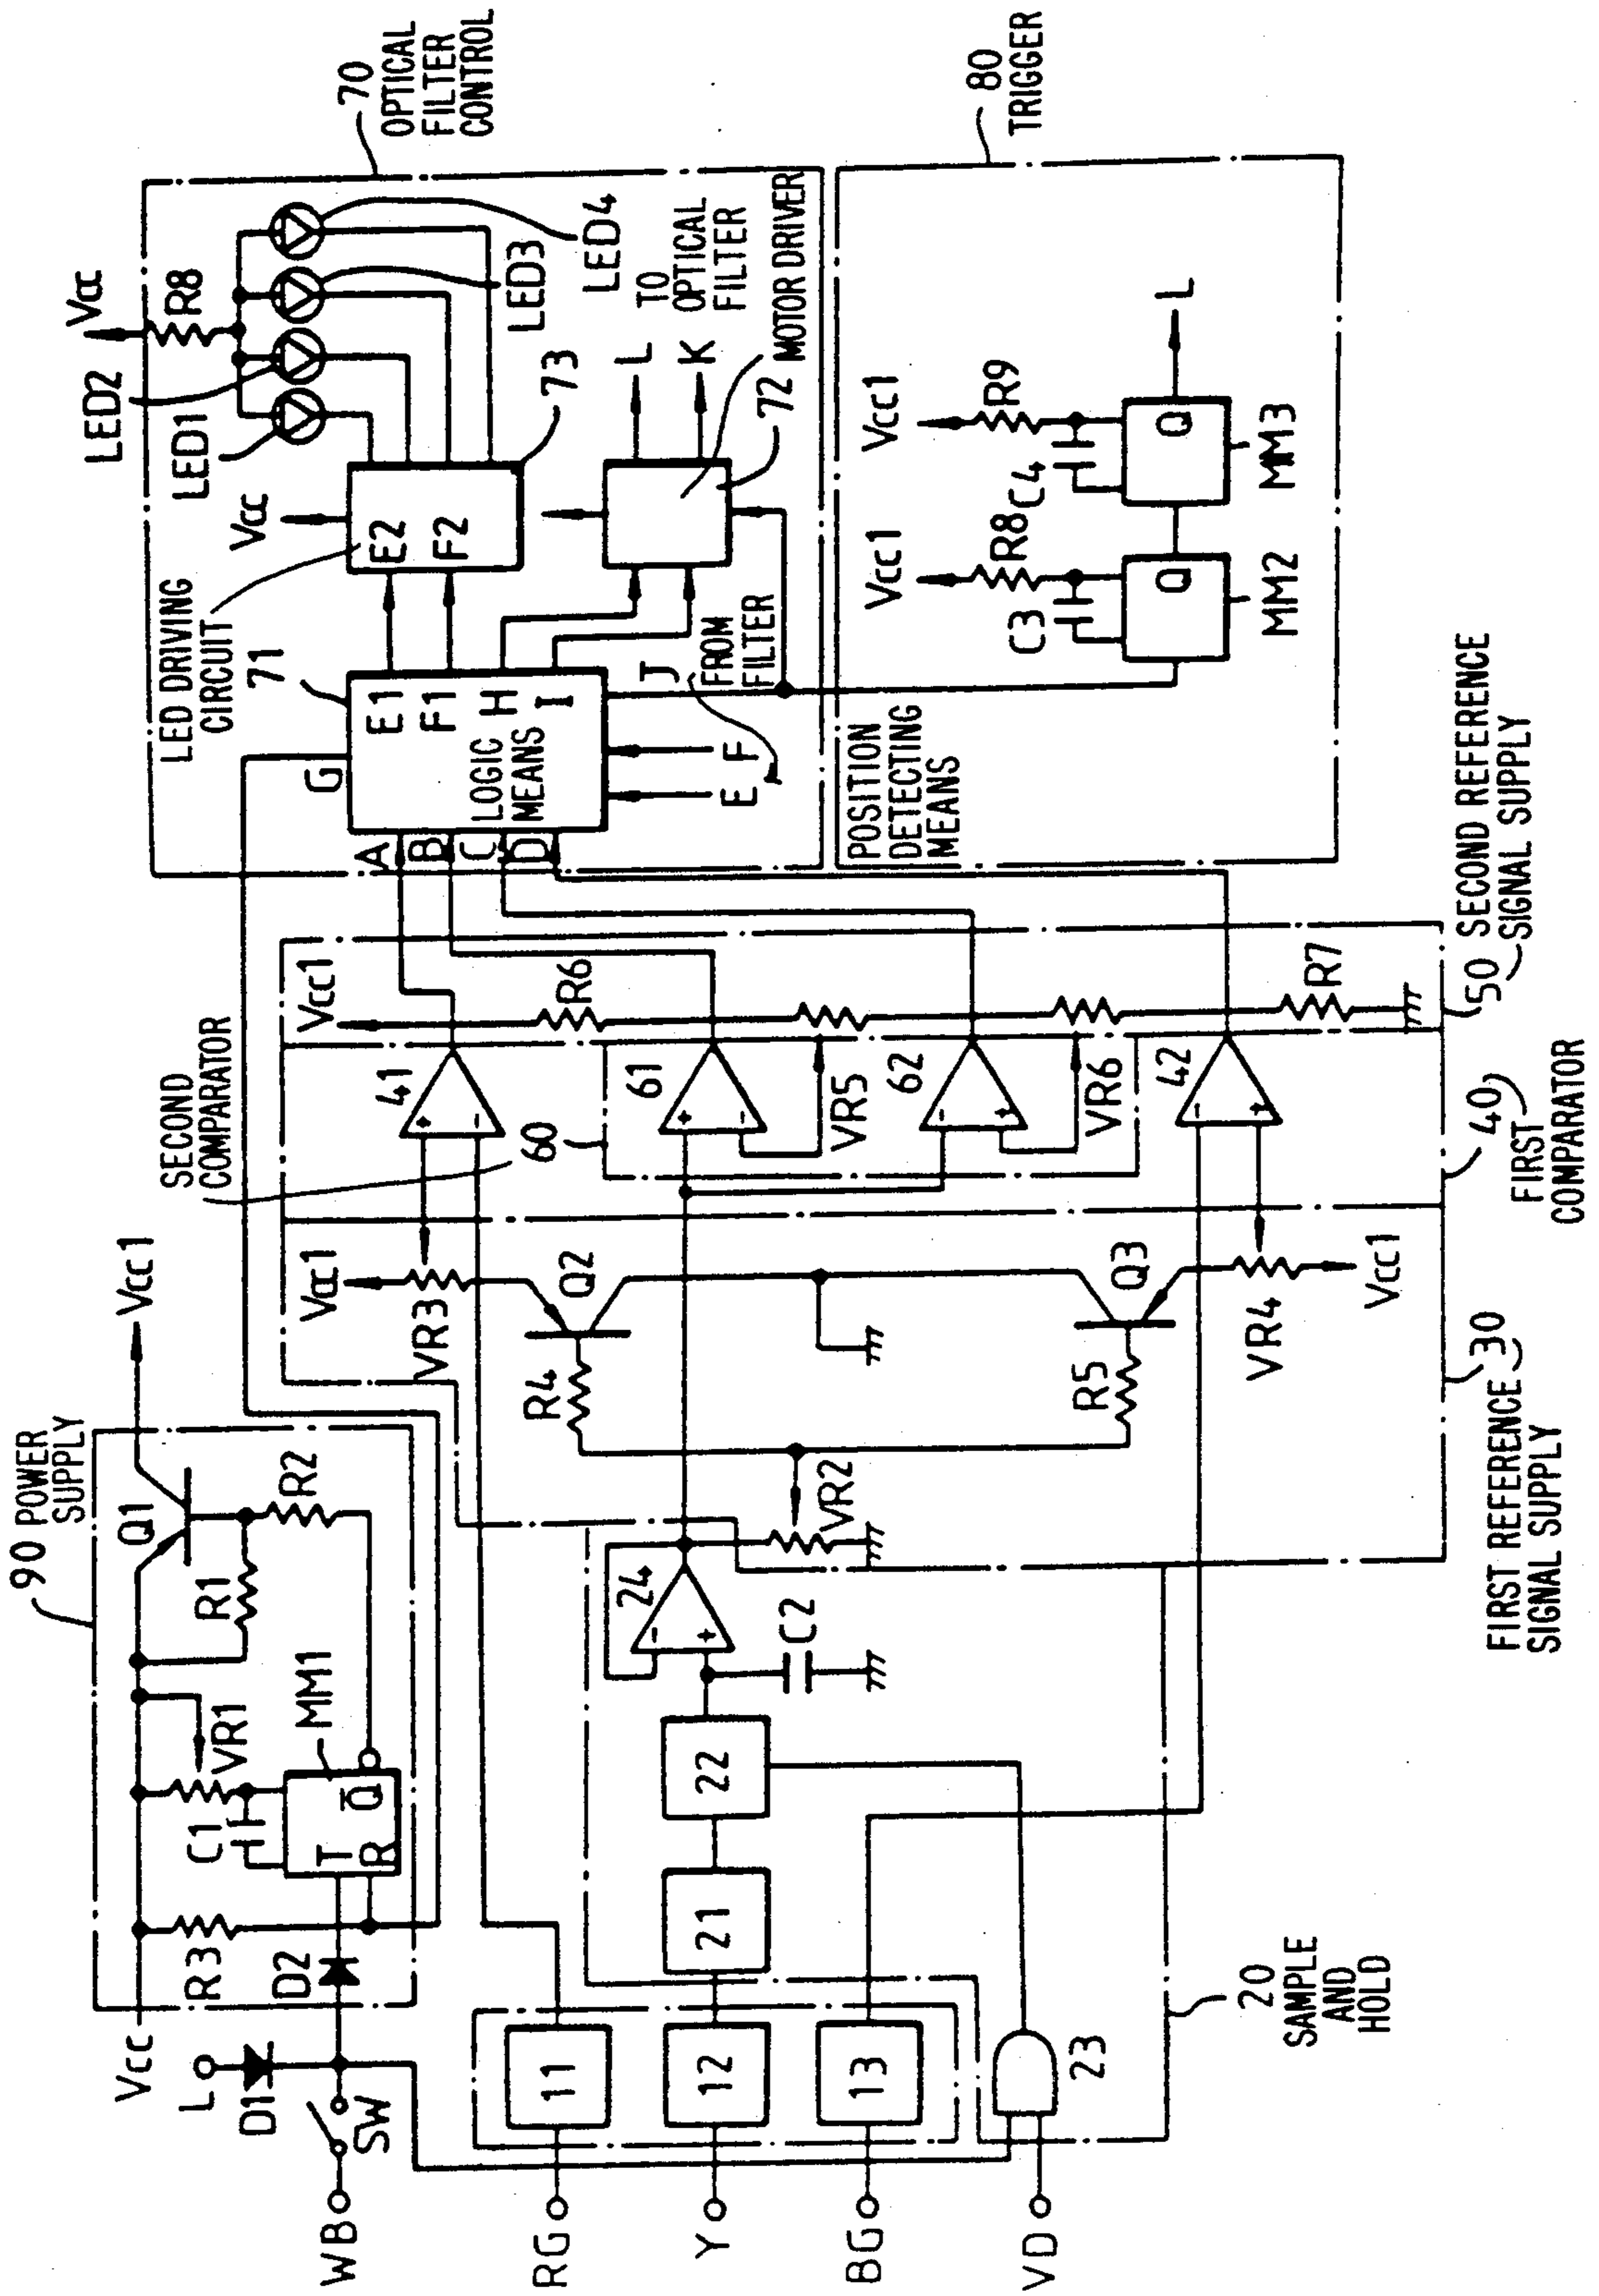 90 POWER
SUPPLY
Vcc
Vcc1
Q1
R1
R2
R3
VR1
C1
MM1
T
R
Q̅
D2
L
D1
SW
WB
RG
Y
BG
VD
11
12
13
23
21
22
24
C2
VR2
20
SAMPLE
AND
HOLD
FIRST REFERENCE 30
SIGNAL SUPPLY
Vcc1
VR3
Q2
R4
R5
Q3
VR4
Vcc1
SECOND
COMPARATOR
60
41
+
-
61
+
-
VR5
62
-
+
VR6
42
-
+
40
FIRST
COMPARATOR
Vcc1
R6
R7
50 SECOND REFERENCE
SIGNAL SUPPLY
70
OPTICAL
FILTER
CONTROL
G
A
B
C
D
E1
F1
H
I
LOGIC
MEANS
71
LED DRIVING
CIRCUIT
E2
F2
73
Vcc
Vcc
R8
LED1
LED2
LED3
LED4
E
F
J
FROM
FILTER
L
K
TO
OPTICAL
FILTER
MOTOR DRIVER
72
80
TRIGGER
POSITION
DETECTING
MEANS
Vcc1
R8
C3
Q
MM2
Vcc1
R9
C4
Q
MM3
L
-
+